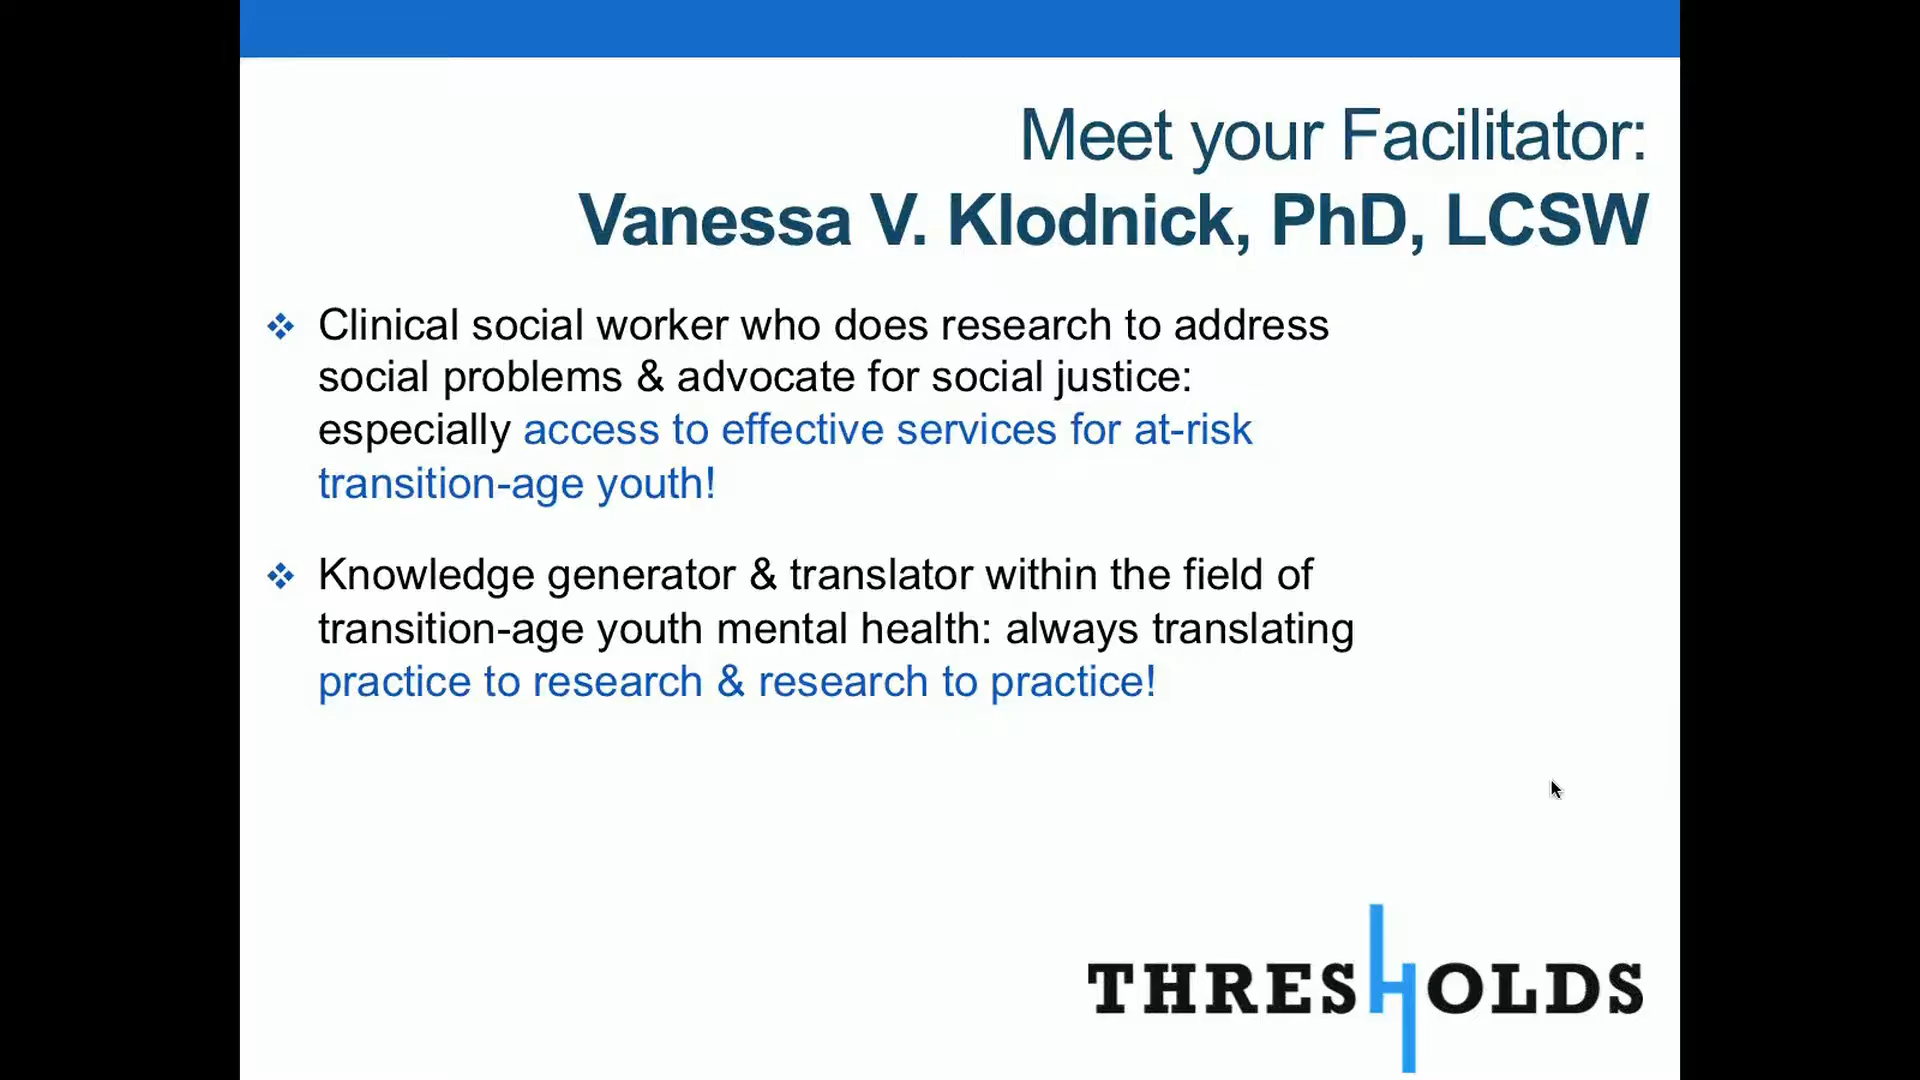 Meet your Facilitator:
Vanessa V. Klodnick, PhD, LCSW
Clinical social worker who does research to address
social problems & advocate for social justice:
especially access to effective services for at-risk
transition-age youth!
Knowledge generator & translator within the field of
transition-age youth mental health: always translating
practice to research & research to practice!
THRESHOLDS